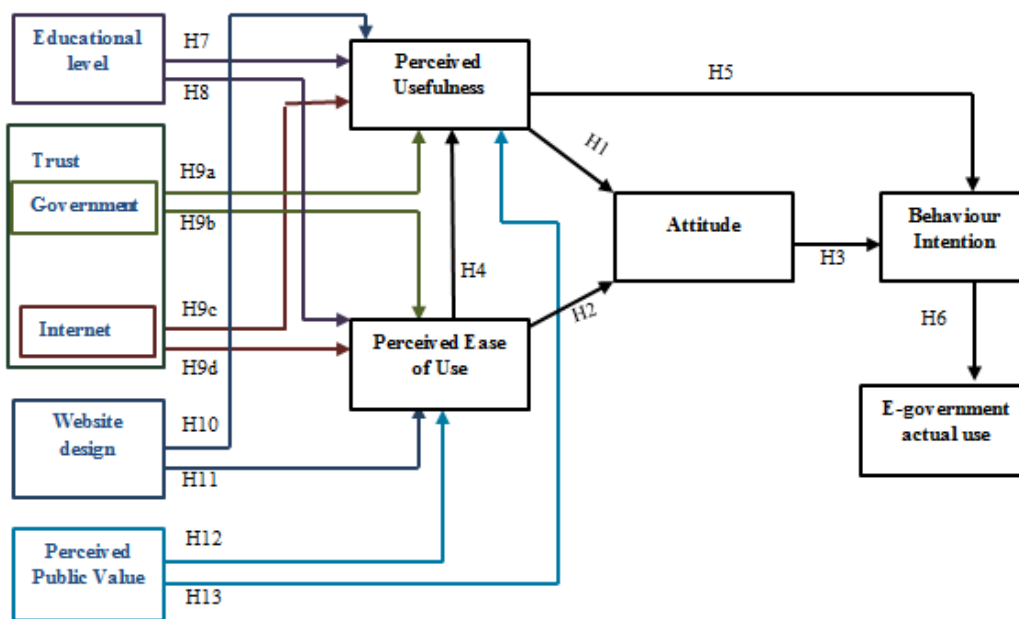 Educational
level
H7
H8
Perceived
Usefulness
H5
H1
Trust
Government
H9a
H9b
Attitude
Behaviour
Intention
H3
H4
H2
Internet
H9c
H9d
Perceived Ease
of Use
H6
E-government
actual use
Website
design
H10
H11
Perceived
Public Value
H12
H13